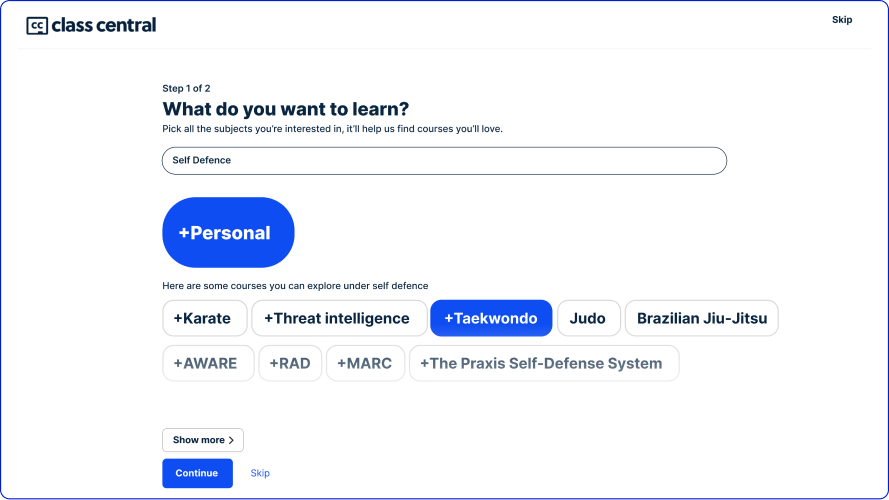 cc class central
Skip
Step 1 of 2
What do you want to learn?
Pick all the subjects you're interested in, it'll help us find courses you'll love.
Self Defence
+Personal
Here are some courses you can explore under self defence
+Karate +Threat intelligence +Taekwondo Judo Brazilian Jiu-Jitsu
+AWARE +RAD +MARC +The Praxis Self-Defense System
Show more >
Continue Skip